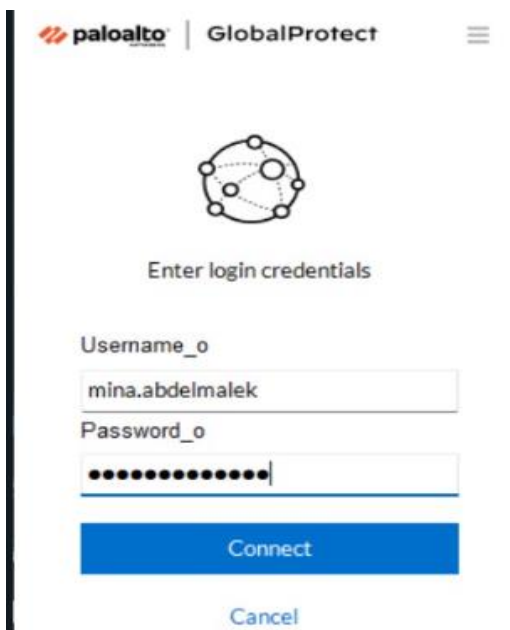 paloalto | GlobalProtect
Enter login credentials
Username_o
mina.abdelmalek
Password_o
●●●●●●●●●●●●●
Connect
Cancel